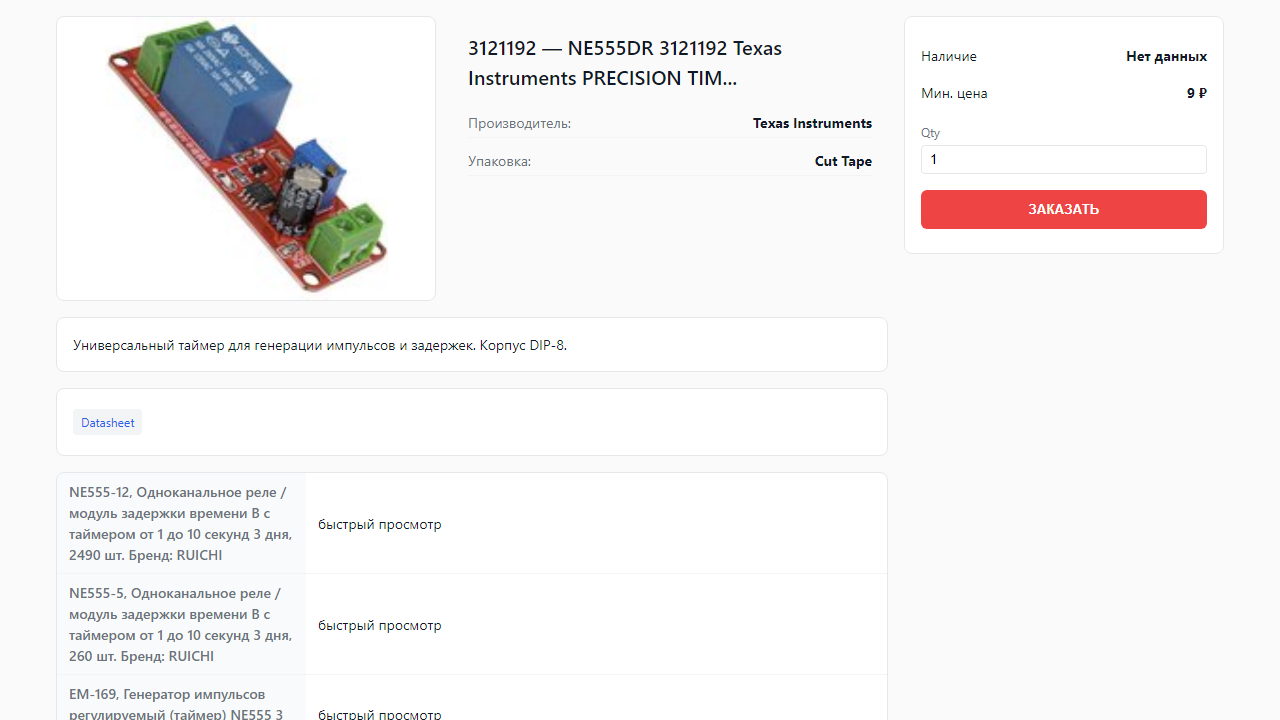 3121192 — NE555DR 3121192 Texas
Instruments PRECISION TIM...
Производитель: Texas Instruments
Упаковка: Cut Tape
Наличие Нет данных
Мин. цена 9 ₽
Qty
1
ЗАКАЗАТЬ
Универсальный таймер для генерации импульсов и задержек. Корпус DIP-8.
Datasheet
NE555-12, Одноканальное реле /
модуль задержки времени В с
таймером от 1 до 10 секунд 3 дня,
2490 шт. Бренд: RUICHI
быстрый просмотр
NE555-5, Одноканальное реле /
модуль задержки времени В с
таймером от 1 до 10 секунд 3 дня,
260 шт. Бренд: RUICHI
быстрый просмотр
EM-169, Генератор импульсов
регулируемый (таймер) NE555 3
быстрый просмотр